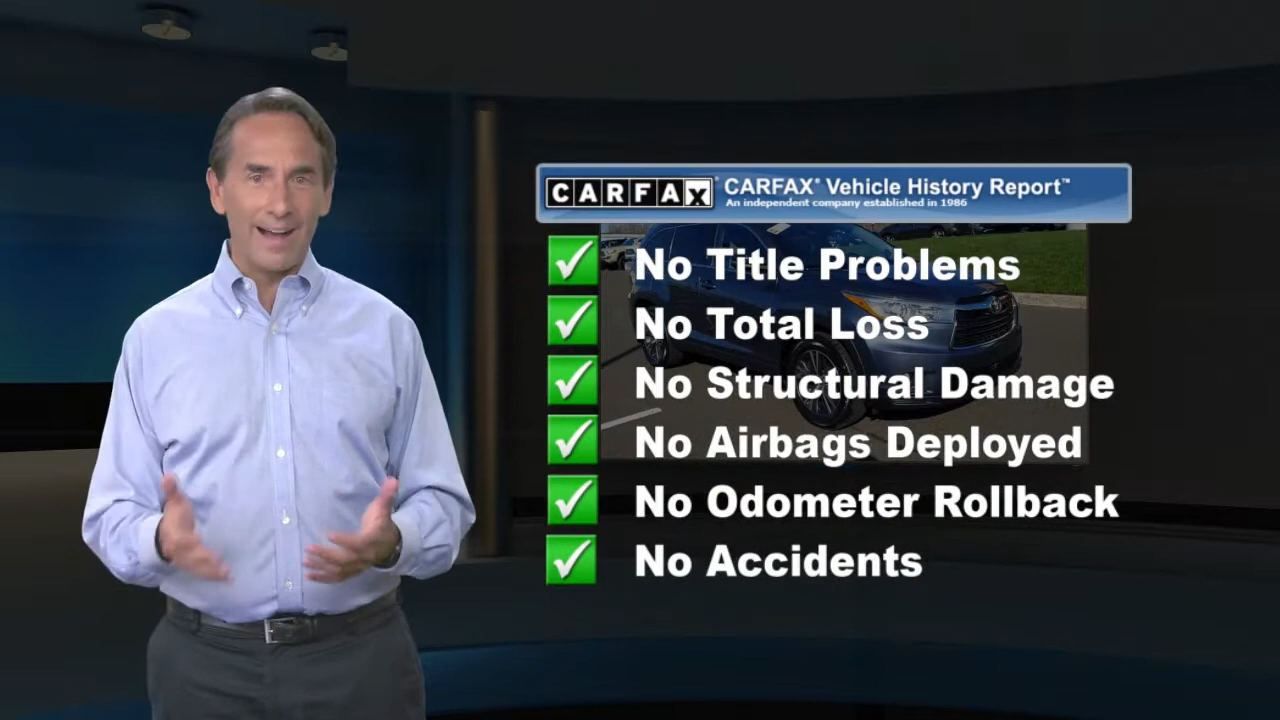 CARFAX® CARFAX® Vehicle History Report™
An independent company established in 1986
No Title Problems
No Total Loss
No Structural Damage
No Airbags Deployed
No Odometer Rollback
No Accidents